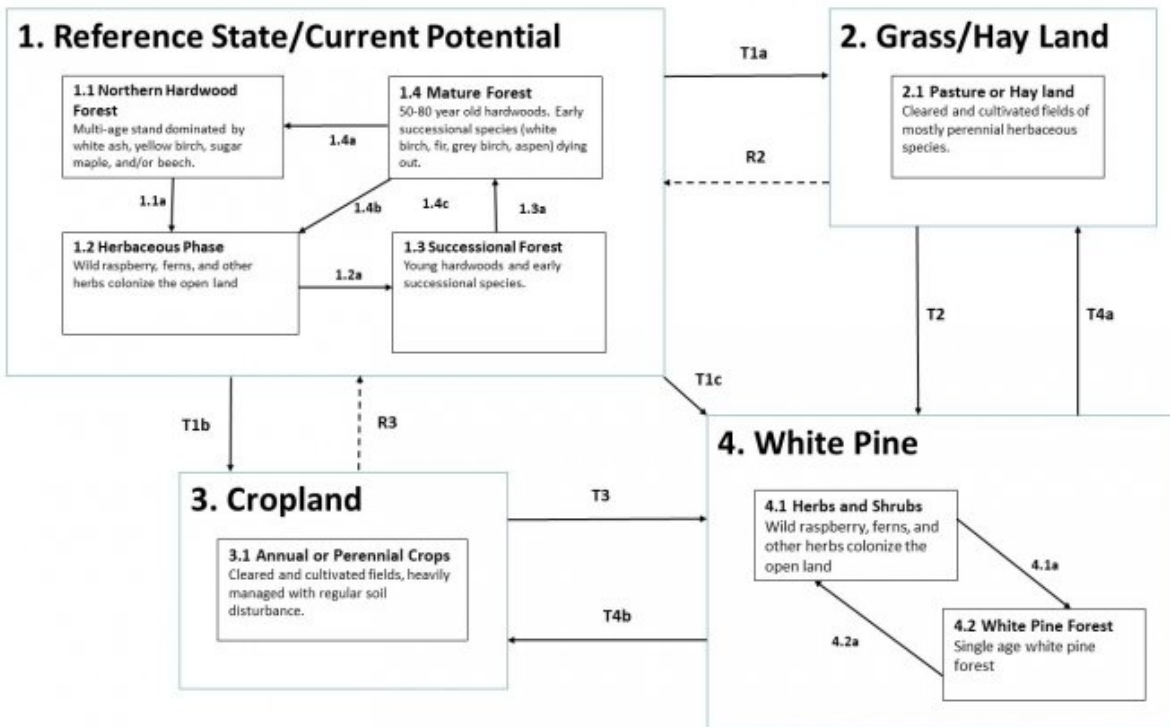 1. Reference State/Current Potential
1.1 Northern Hardwood
Forest
Multi-age stand dominated by
white ash, yellow birch, sugar
maple, and/or beech.
1.4 Mature Forest
50-80 year old hardwoods. Early
successional species (white
birch, fir, grey birch, aspen) dying
out.
1.4a
1.1a
1.4b
1.4c
1.3a
1.2 Herbaceous Phase
Wild raspberry, ferns, and other
herbs colonize the open land
1.2a
1.3 Successional Forest
Young hardwoods and early
successional species.
T1a
R2
2. Grass/Hay Land
2.1 Pasture or Hay land
Cleared and cultivated fields of
mostly perennial herbaceous
species.
T2
T4a
T1c
T1b
R3
3. Cropland
3.1 Annual or Perennial Crops
Cleared and cultivated fields, heavily
managed with regular soil
disturbance.
T3
T4b
4. White Pine
4.1 Herbs and Shrubs
Wild raspberry, ferns, and
other herbs colonize the
open land
4.1a
4.2a
4.2 White Pine Forest
Single age white pine
forest